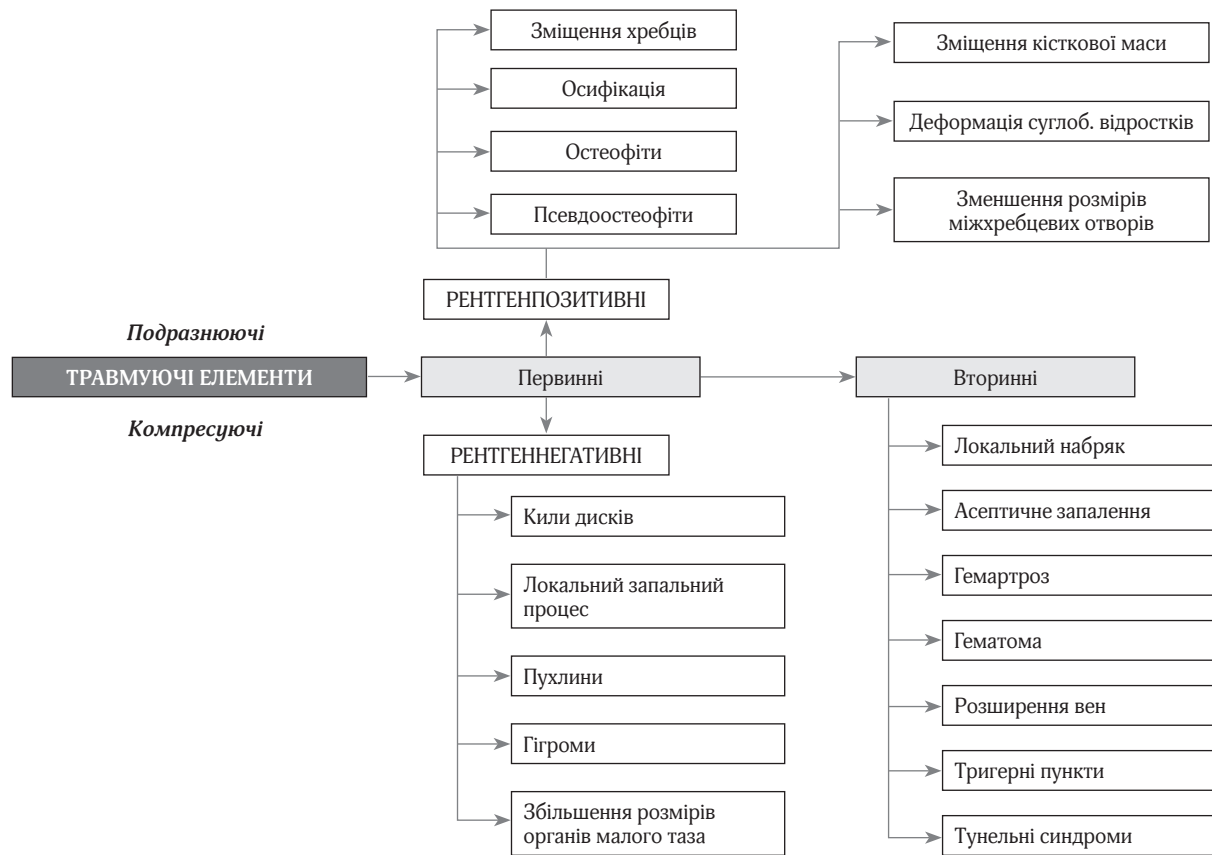 Зміщення хребців
Осифікація
Остеофіти
Псевдоостеофіти
Зміщення кісткової маси
Деформація суглоб. відростків
Зменшення розмірів
міжхребцевих отворів
РЕНТГЕНПОЗИТИВНІ
Подразнюючі
ТРАВМУЮЧІ ЕЛЕМЕНТИ
Компресуючі
Первинні
Вторинні
РЕНТГЕННЕГАТИВНІ
Кили дисків
Локальний запальний
процес
Пухлини
Гігроми
Збільшення розмірів
органів малого таза
Локальний набряк
Асептичне запалення
Гемартроз
Гематома
Розширення вен
Тригерні пункти
Тунельні синдроми